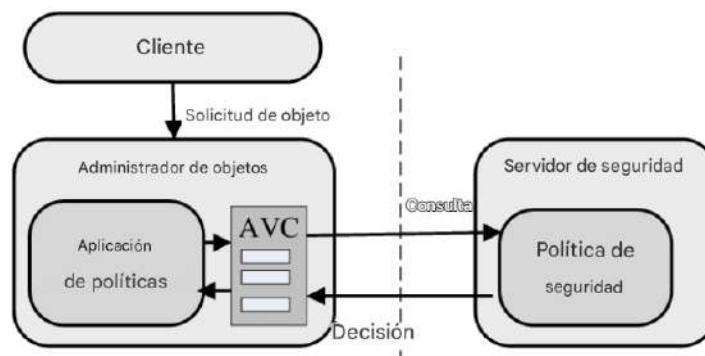 Cliente
Solicitud de objeto
Administrador de objetos
Servidor de seguridad
Consulta
AVC
Aplicación
de políticas
Política de
seguridad
Decisión